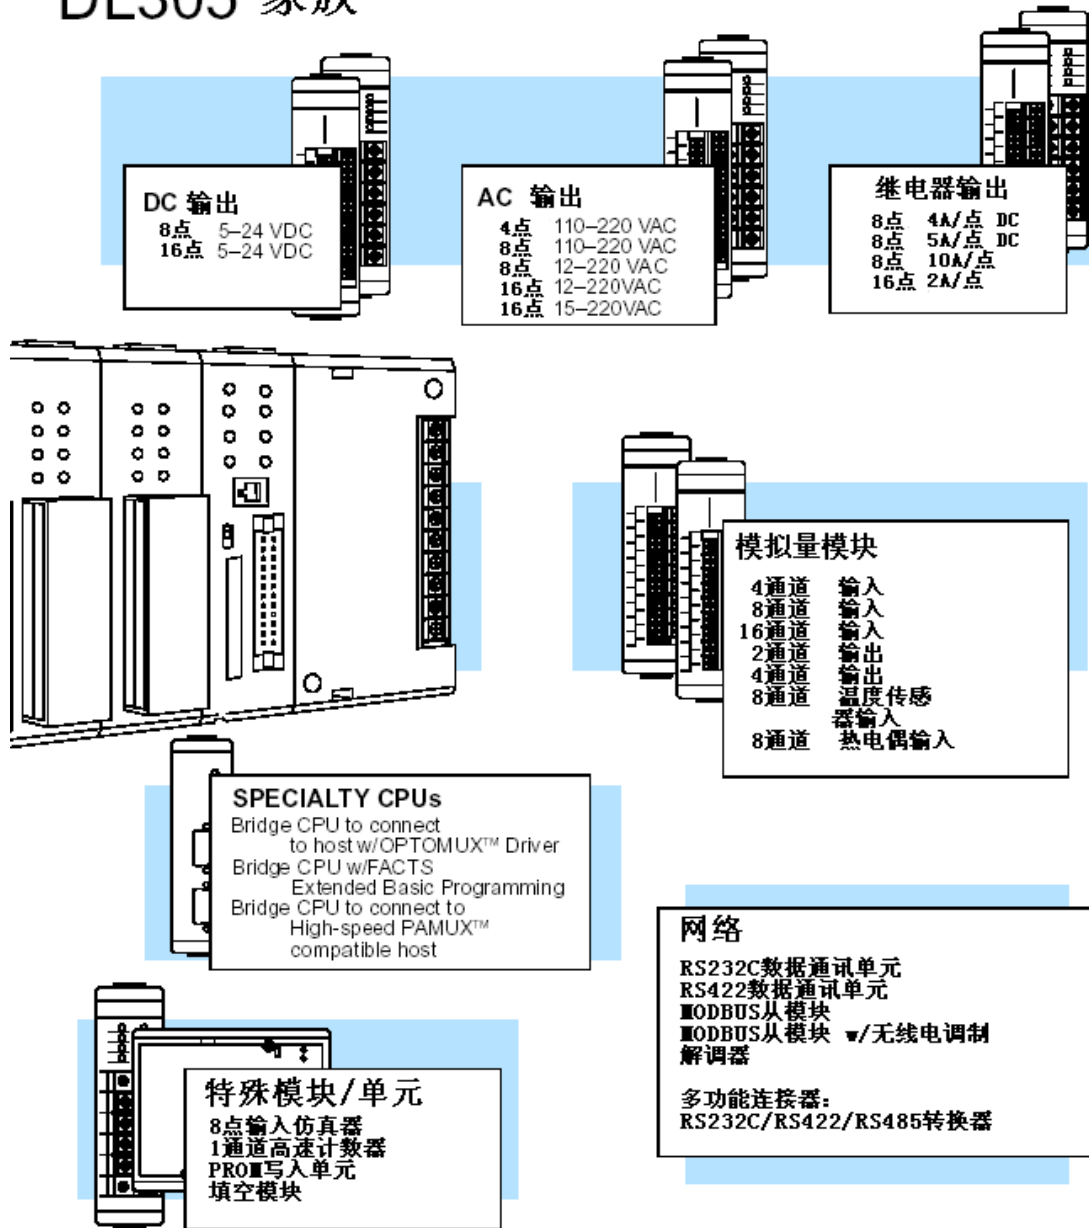 DL305 家族
DC 输出
8点 5–24 VDC
16点 5–24 VDC
AC 输出
4点 110–220 VAC
8点 110–220 VAC
8点 12–220 VAC
16点 12–220VAC
16点 15–220VAC
继电器输出
8点 4A/点 DC
8点 5A/点 DC
8点 10A/点
16点 2A/点
模拟量模块
4通道 输入
8通道 输入
16通道 输入
2通道 输出
4通道 输出
8通道 温度传感
器输入
8通道 热电偶输入
SPECIALTY CPUs
Bridge CPU to connect
to host w/OPTOMUX™ Driver
Bridge CPU w/FACTS
Extended Basic Programming
Bridge CPU to connect to
High-speed PAMUX™
compatible host
网络
RS232C数据通讯单元
RS422数据通讯单元
MODBUS从模块
MODBUS从模块 w/无线电调制
解调器
多功能连接器:
RS232C/RS422/RS485转换器
特殊模块/单元
8点输入仿真器
1通道高速计数器
PROM写入单元
填空模块